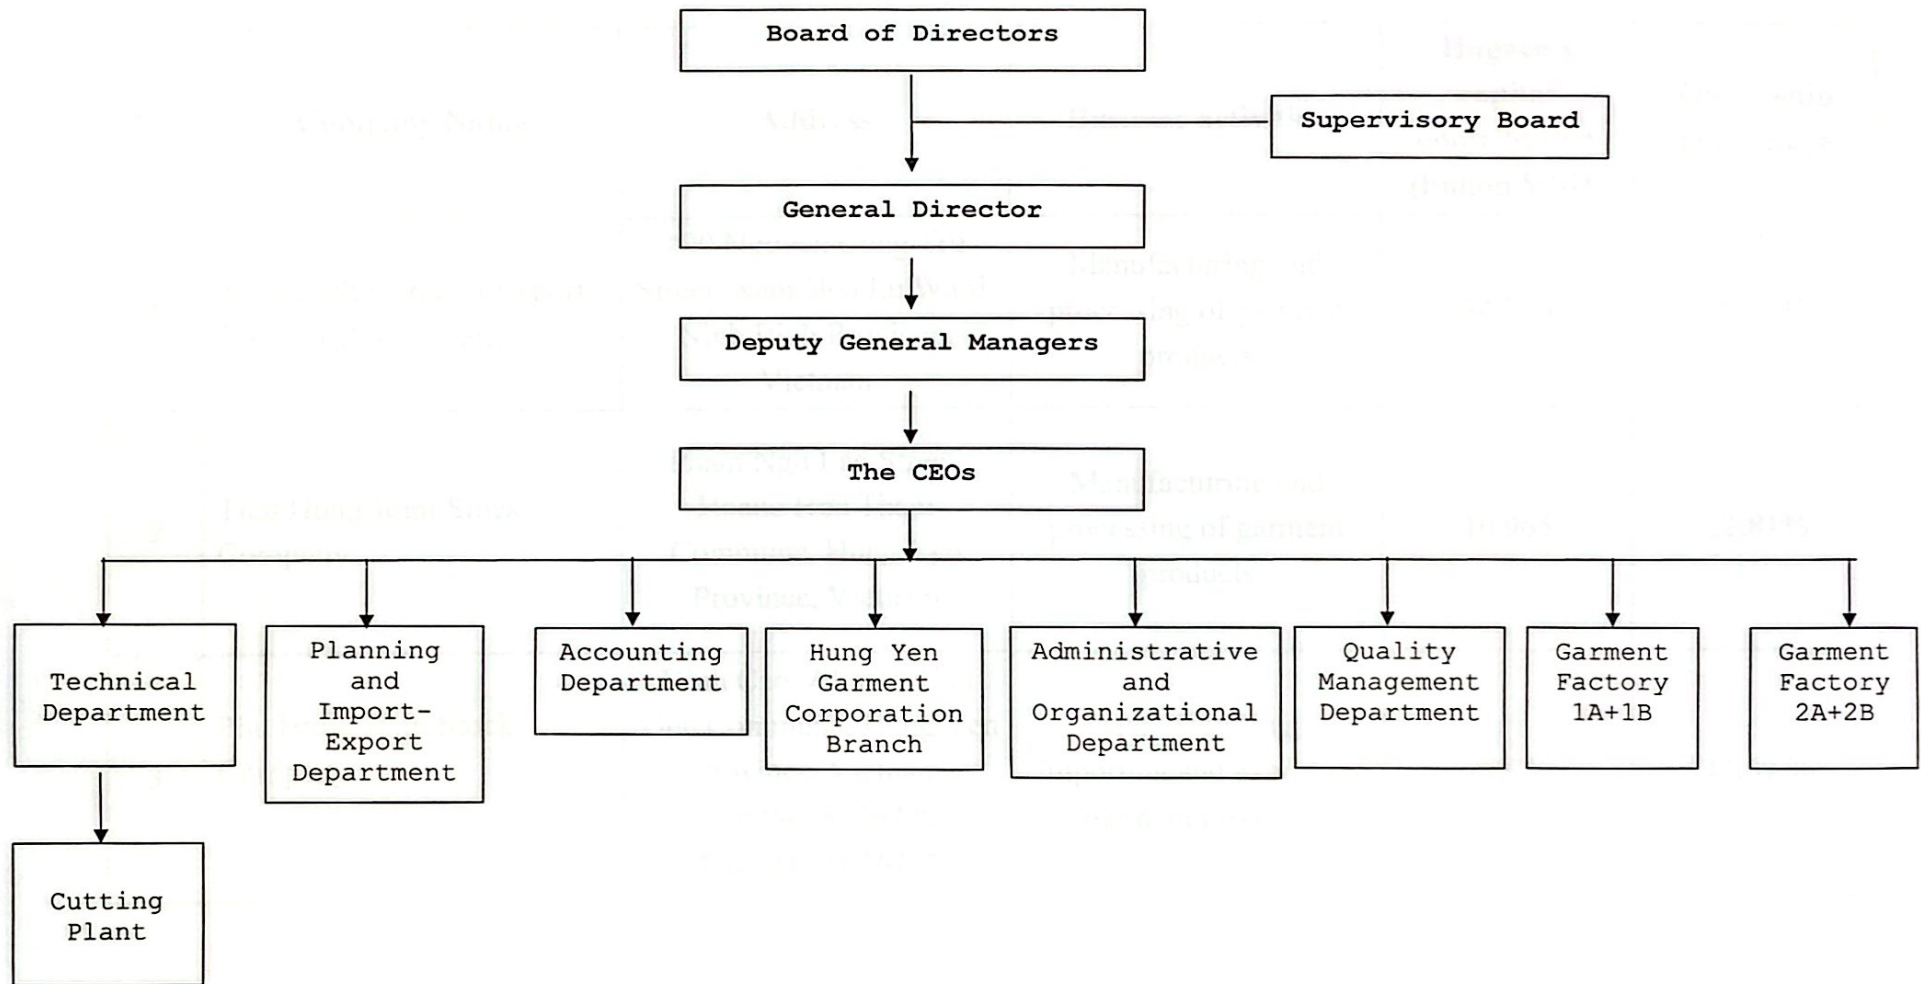 Board of Directors
Supervisory Board
General Director
Deputy General Managers
The CEOs
Technical
Department
Planning
and
Import-
Export
Department
Accounting
Department
Hung Yen
Garment
Corporation
Branch
Administrative
and
Organizational
Department
Quality
Management
Department
Garment
Factory
1A+1B
Garment
Factory
2A+2B
Cutting
Plant